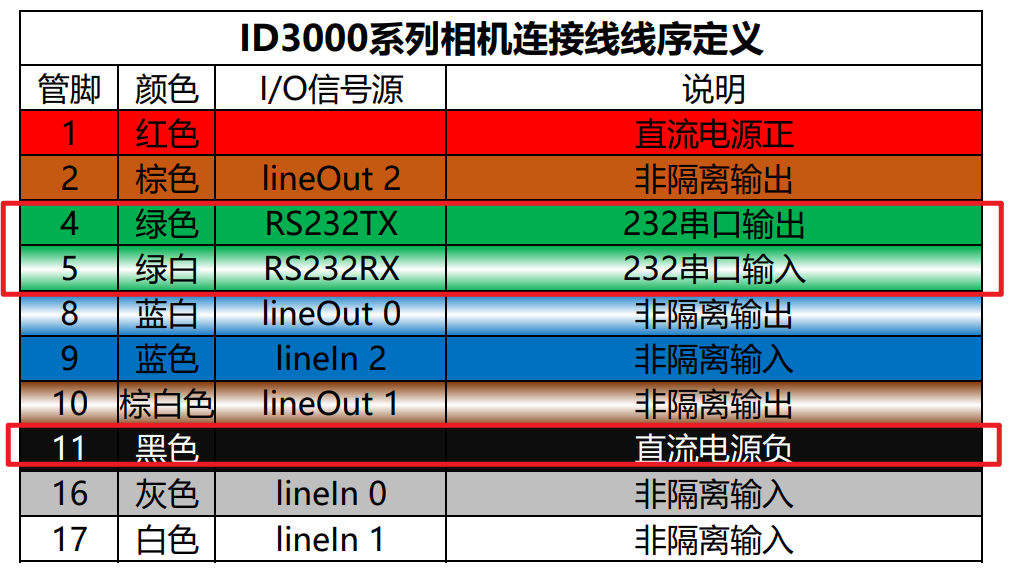 ID3000系列相机连接线线序定义
管脚 颜色 I/O信号源 说明
1 红色 直流电源正
2 棕色 lineOut 2 非隔离输出
4 绿色 RS232TX 232串口输出
5 绿白 RS232RX 232串口输入
8 蓝白 lineOut 0 非隔离输出
9 蓝色 lineIn 2 非隔离输入
10 棕白色 lineOut 1 非隔离输出
11 黑色 直流电源负
16 灰色 lineIn 0 非隔离输入
17 白色 lineIn 1 非隔离输入